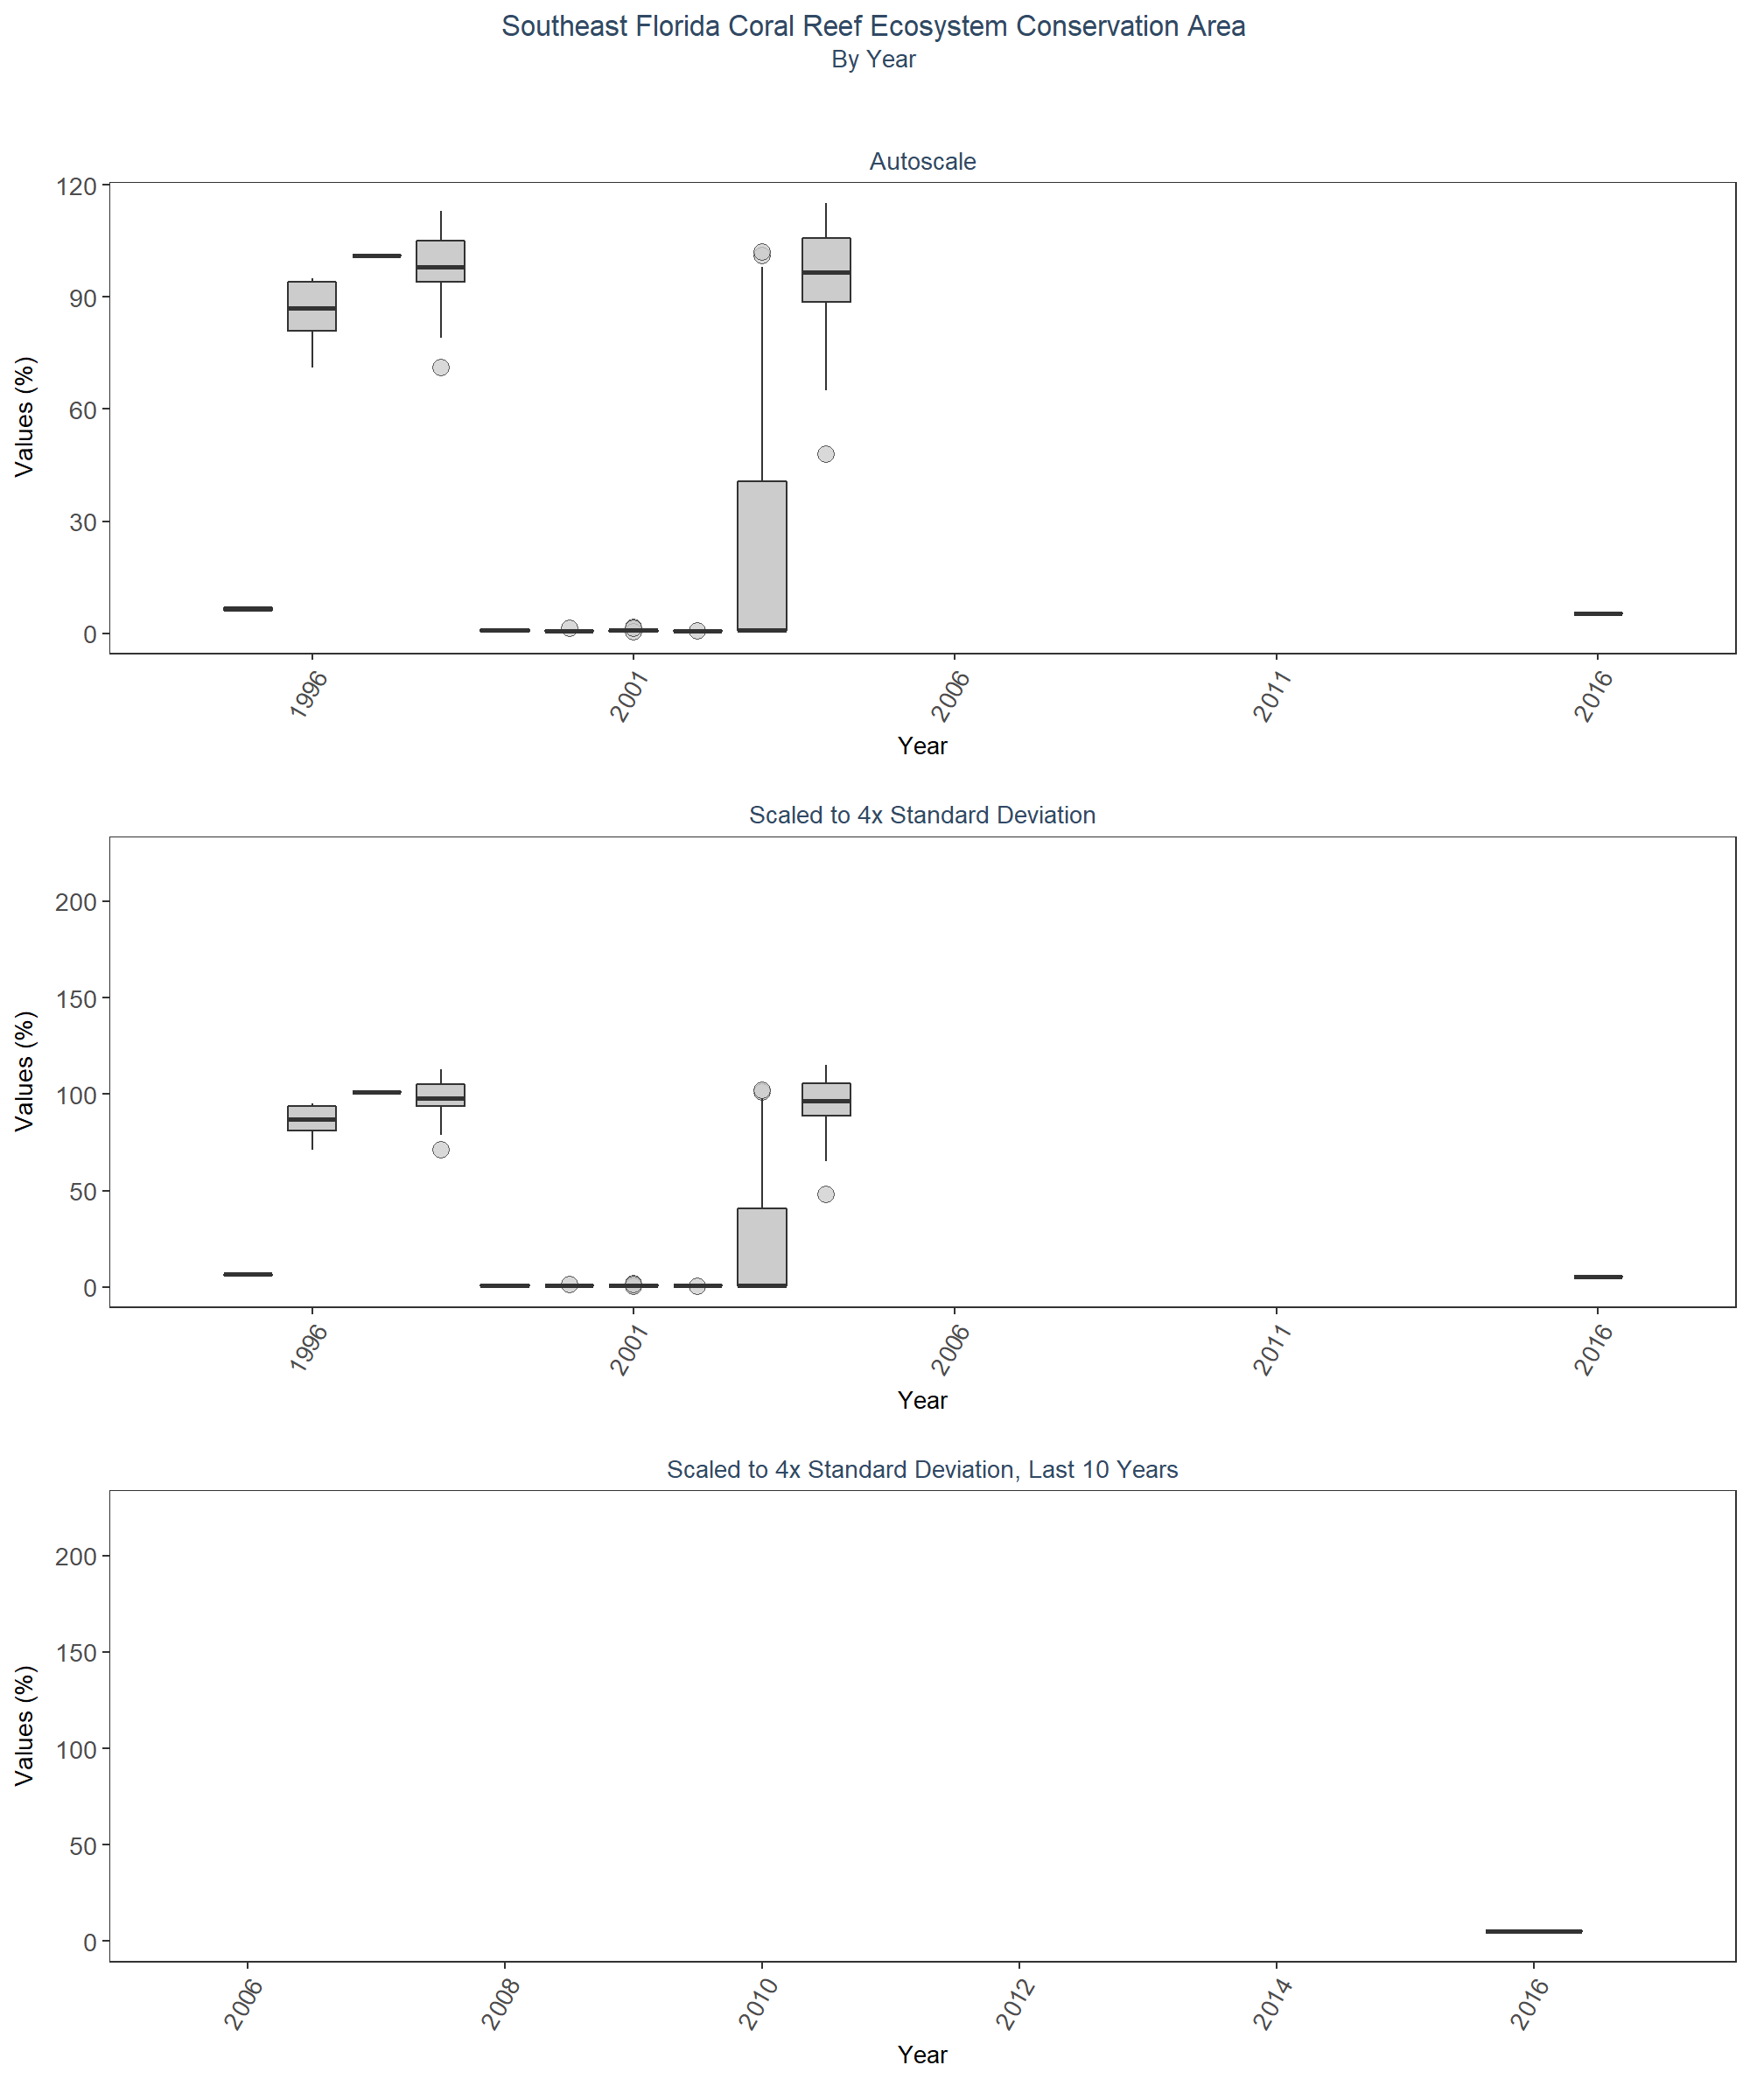 Southeast Florida Coral Reef Ecosystem Conservation Area
By Year
Autoscale
Values (%)
120
90
60
30
0
1996
2001
2006
2011
2016
Year
Scaled to 4x Standard Deviation
Values (%)
200
150
100
50
0
1996
2001
2006
2011
2016
Year
Scaled to 4x Standard Deviation, Last 10 Years
Values (%)
200
150
100
50
0
2006
2008
2010
2012
2014
2016
Year